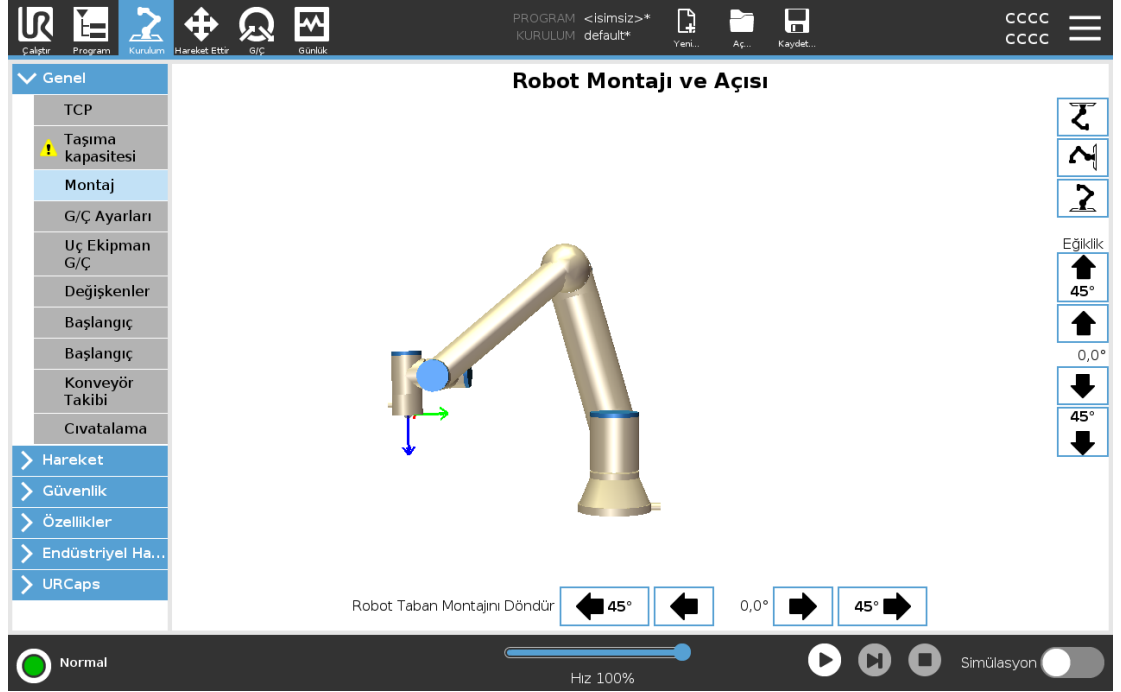 PROGRAM <isimsiz>*
KURULUM default*
Çalıştır
Program
Kurulum
Hareket Ettir
G/Ç
Günlük
Yeni...
Aç...
Kaydet...
CCCC
CCCC
Genel
TCP
Taşıma
kapasitesi
Montaj
G/Ç Ayarları
Uç Ekipman
G/Ç
Değişkenler
Başlangıç
Başlangıç
Konveyör
Takibi
Cıvatalama
Hareket
Güvenlik
Özellikler
Endüstriyel Ha...
URCaps
Robot Montajı ve Açısı
Eğiklik
45°
0,0°
45°
Robot Taban Montajını Döndür 45° 0,0° 45°
Normal
Hız 100%
Simülasyon